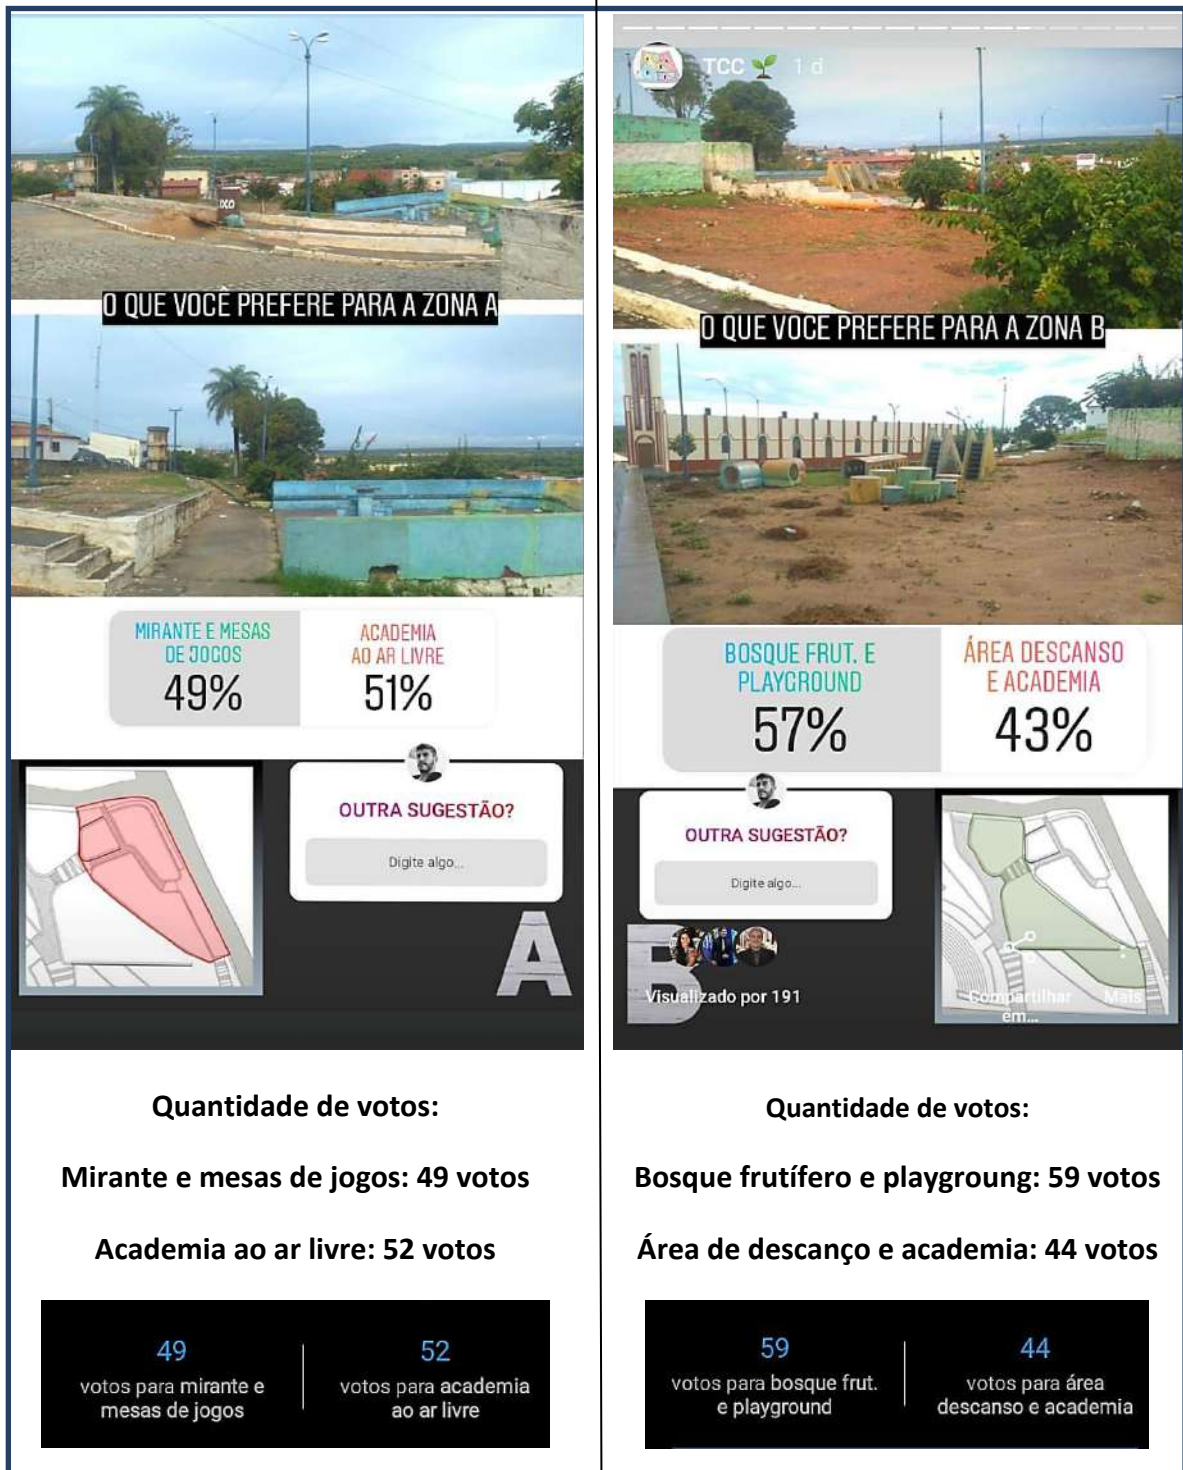 O QUE VOCÊ PREFERE PARA A ZONA A
MIRANTE E MESAS
DE JOGOS
49%
ACADEMIA
AO AR LIVRE
51%
OUTRA SUGESTÃO?
Digite algo...
A
Quantidade de votos:
Mirante e mesas de jogos: 49 votos
Academia ao ar livre: 52 votos
49
votos para mirante e
mesas de jogos
52
votos para academia
ao ar livre
TCC 🌱 1 d
O QUE VOCÊ PREFERE PARA A ZONA B
BOSQUE FRUT. E
PLAYGROUND
57%
ÁREA DESCANSO
E ACADEMIA
43%
OUTRA SUGESTÃO?
Digite algo...
B
Visualizado por 191
Compartilhar
em...
Mais
Quantidade de votos:
Bosque frutífero e playgroung: 59 votos
Área de descanço e academia: 44 votos
59
votos para bosque frut.
e playground
44
votos para área
descanso e academia